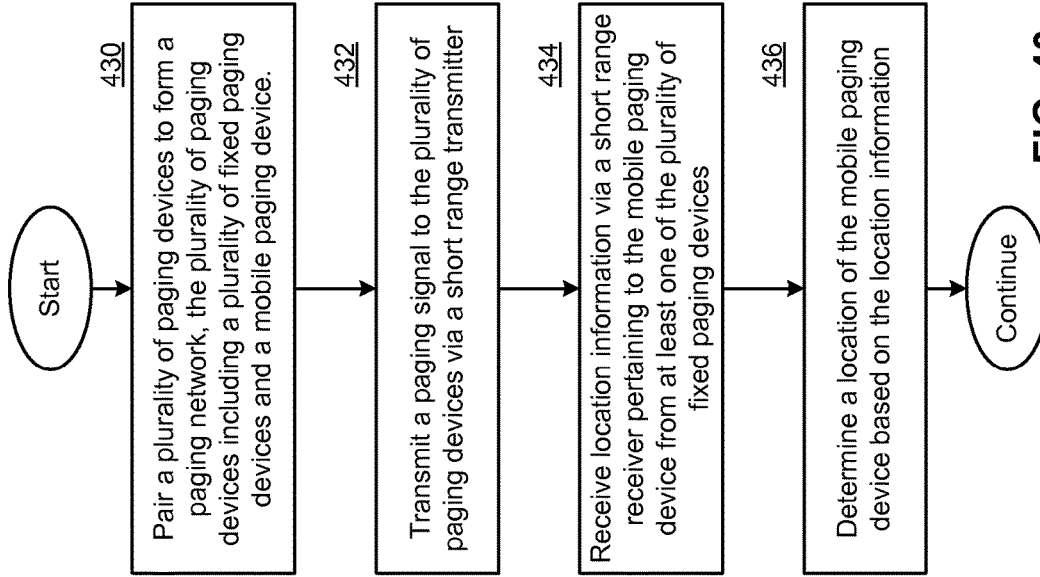 Start
430
Pair a plurality of paging devices to form a
paging network, the plurality of paging
devices including a plurality of fixed paging
devices and a mobile paging device.
432
Transmit a paging signal to the plurality of
paging devices via a short range transmitter
434
Receive location information via a short range
receiver pertaining to the mobile paging
device from at least one of the plurality of
fixed paging devices
436
Determine a location of the mobile paging
device based on the location information
Continue
FIG.